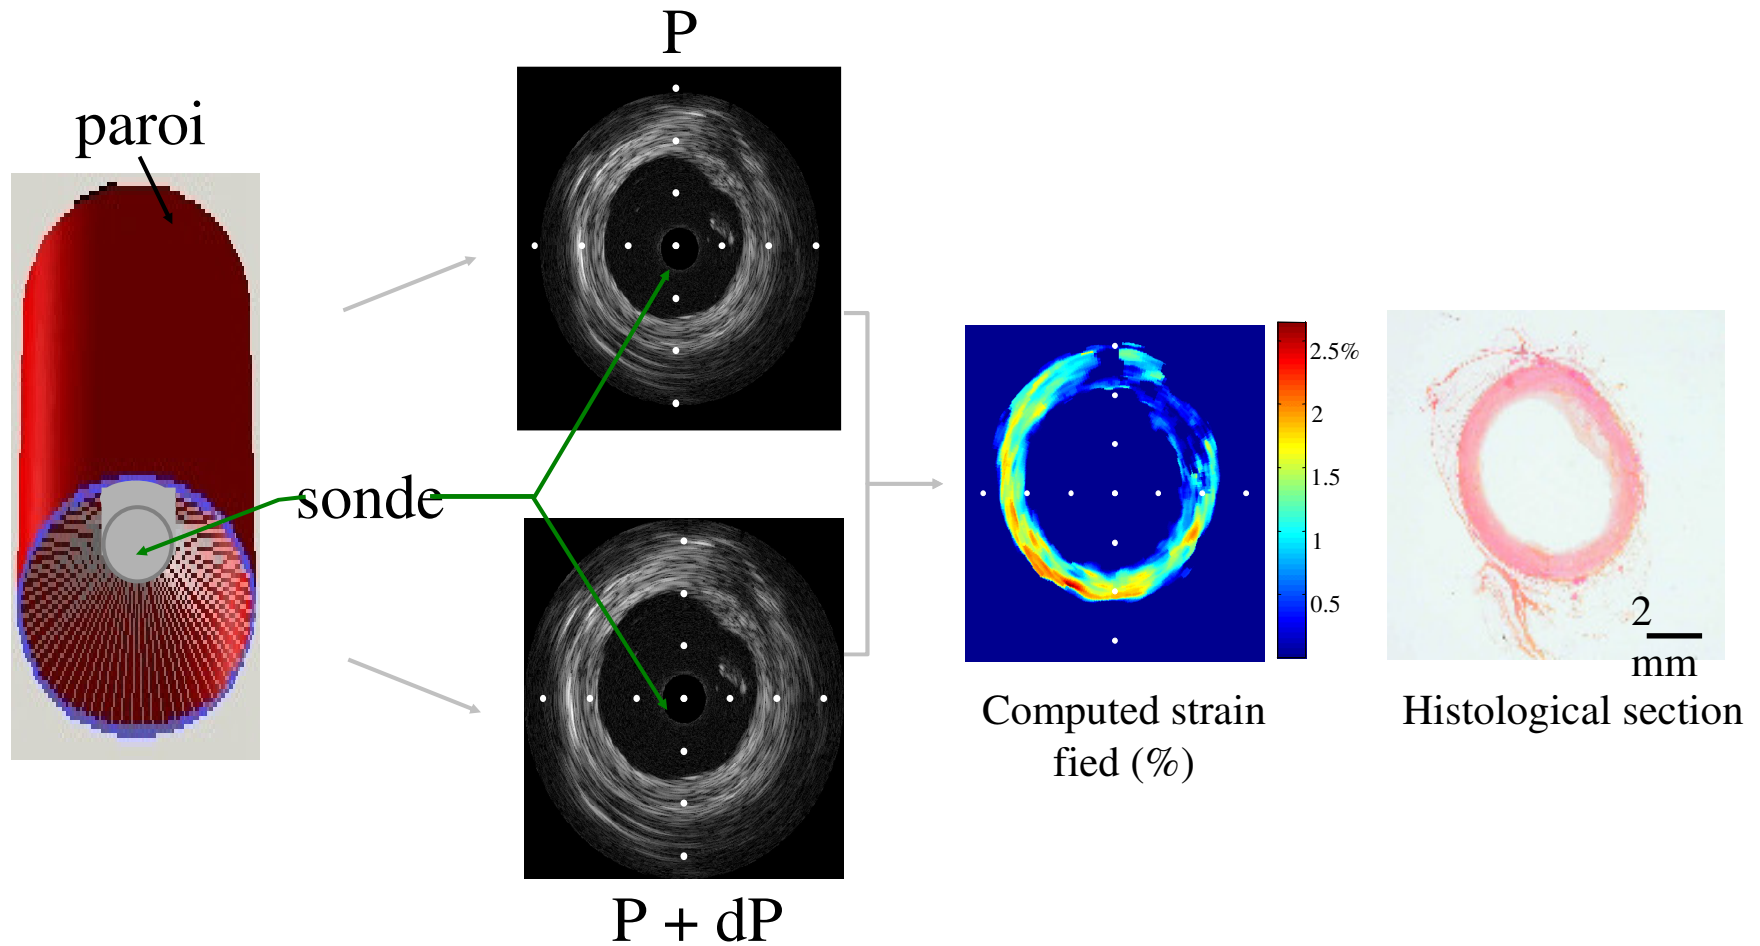 P
paroi
sonde
P + dP
2.5%
2
1.5
1
0.5
Computed strain
fied (%)
2
mm
Histological section